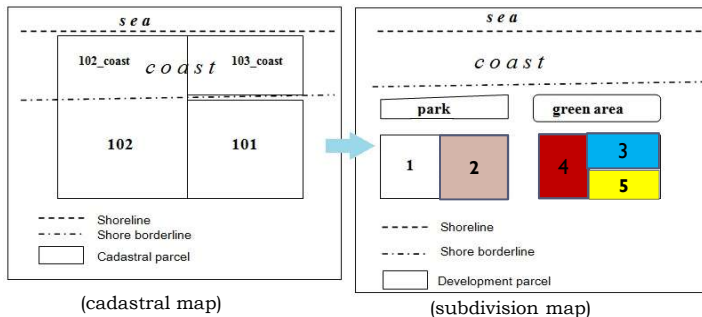 sea
102_coast
103_coast
coast
102
101
Shoreline
Shore borderline
Cadastral parcel
(cadastral map)
sea
coast
park
green area
1
2
4
3
5
Shoreline
Shore borderline
Development parcel
(subdivision map)